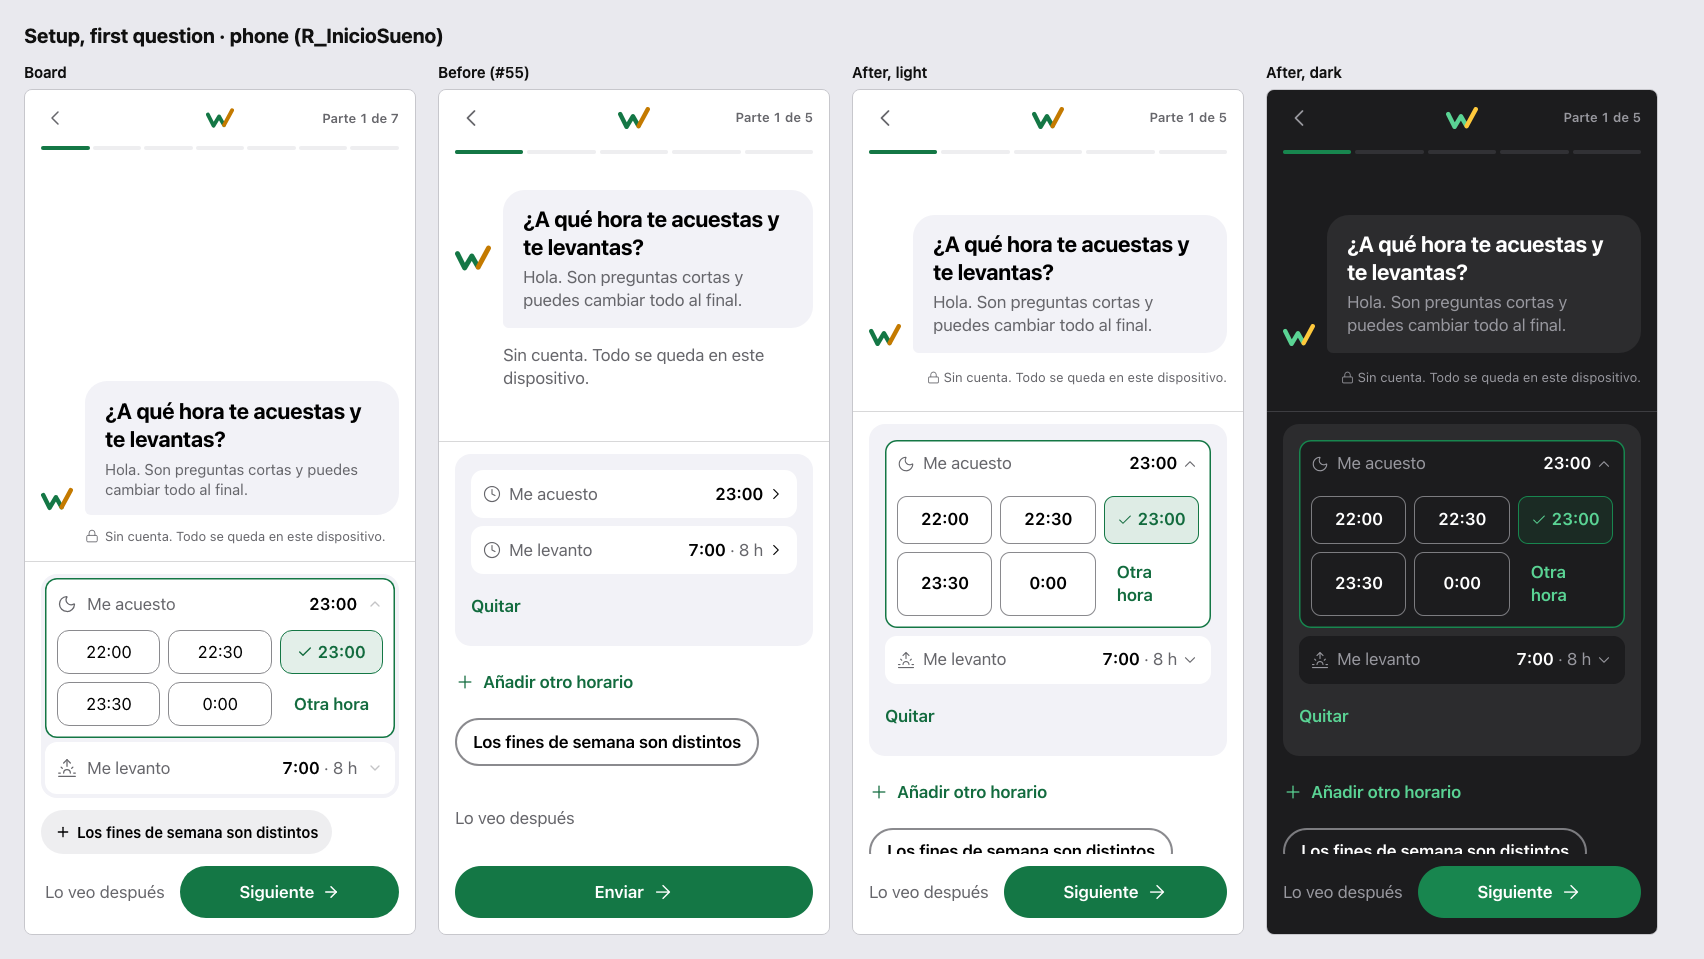 Setup, first question · phone (R_InicioSueno)
Board
Parte 1 de 7
¿A qué hora te acuestas y
te levantas?
Hola. Son preguntas cortas y puedes
cambiar todo al final.
Sin cuenta. Todo se queda en este dispositivo.
Me acuesto 23:00
22:00 22:30 23:00
23:30 0:00 Otra hora
Me levanto 7:00 · 8 h
+ Los fines de semana son distintos
Lo veo después Siguiente →
Before (#55)
Parte 1 de 5
¿A qué hora te acuestas y
te levantas?
Hola. Son preguntas cortas y
puedes cambiar todo al final.
Sin cuenta. Todo se queda en este
dispositivo.
Me acuesto 23:00
Me levanto 7:00 · 8 h
Quitar
+ Añadir otro horario
Los fines de semana son distintos
Lo veo después
Enviar →
After, light
Parte 1 de 5
¿A qué hora te acuestas y
te levantas?
Hola. Son preguntas cortas y
puedes cambiar todo al final.
Sin cuenta. Todo se queda en este dispositivo.
Me acuesto 23:00
22:00 22:30 23:00
23:30 0:00 Otra
hora
Me levanto 7:00 · 8 h
Quitar
+ Añadir otro horario
Los fines de semana son distintos
Lo veo después Siguiente →
After, dark
Parte 1 de 5
¿A qué hora te acuestas y
te levantas?
Hola. Son preguntas cortas y
puedes cambiar todo al final.
Sin cuenta. Todo se queda en este dispositivo.
Me acuesto 23:00
22:00 22:30 23:00
23:30 0:00 Otra
hora
Me levanto 7:00 · 8 h
Quitar
+ Añadir otro horario
Los fines de semana son distintos
Lo veo después Siguiente →